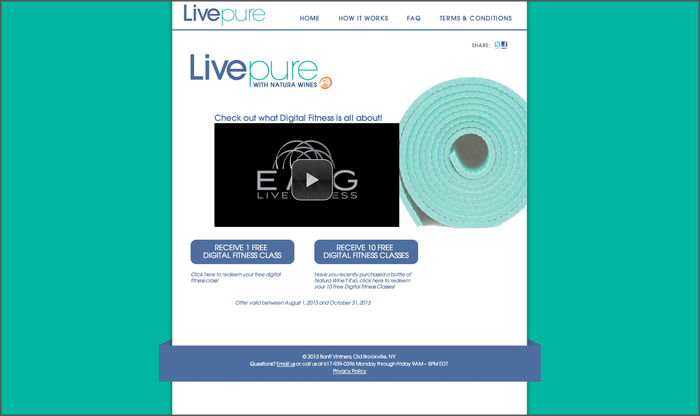 Livepure
HOME HOW IT WORKS FAQ TERMS & CONDITIONS
SHARE:
Livepure
WITH NATURA WINES
Check out what Digital Fitness is all about!
LIVE
RECEIVE 1 FREE
DIGITAL FITNESS CLASS
Click here to redeem your free digital
fitness class!
RECEIVE 10 FREE
DIGITAL FITNESS CLASSES
Have you recently purchased a bottle of
Natura Wine? If so, click here to redeem
your 10 Free Digital Fitness Classes!
Offer valid between August 1, 2013 and October 31, 2013
© 2013 Banfi Vintners, Old Brookville, NY
Questions? Email us or call us at 617-939-0396 Monday through Friday 9AM – 5PM EDT
Privacy Policy